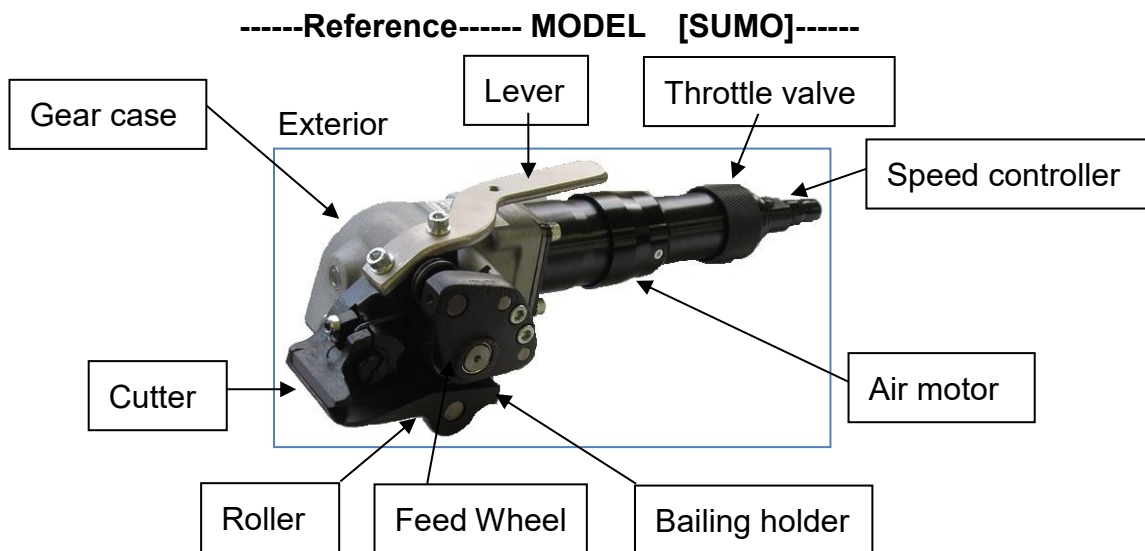 ------Reference------ MODEL [SUMO]------
Lever
Throttle valve
Gear case
Exterior
Speed controller
Cutter
Air motor
Roller
Feed Wheel
Bailing holder